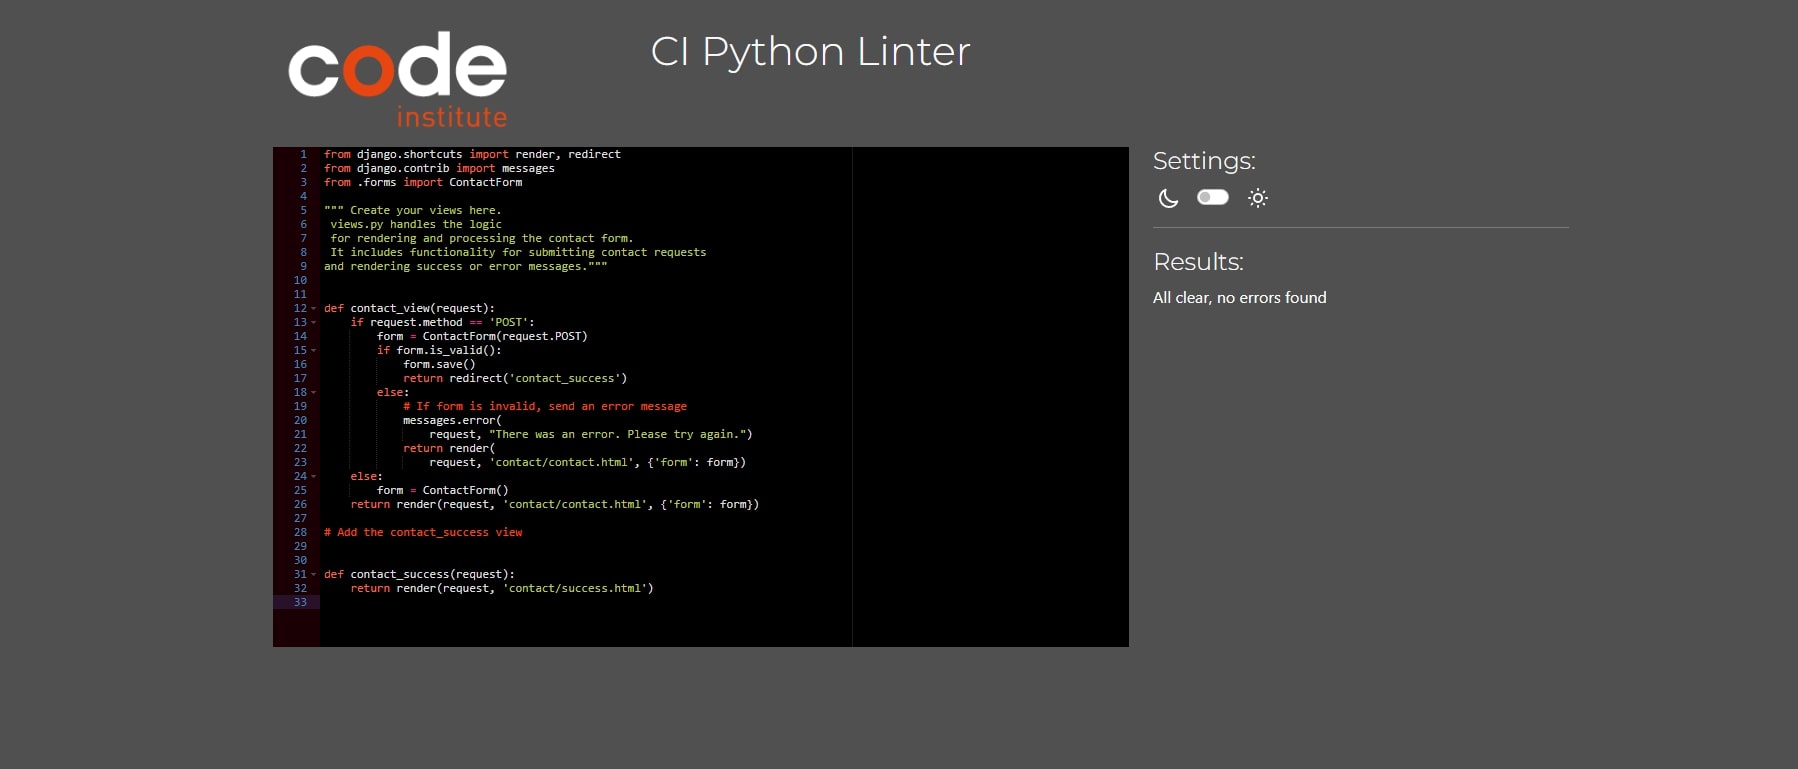 code
institute
CI Python Linter
1 from django.shortcuts import render, redirect
2 from django.contrib import messages
3 from .forms import ContactForm
4
5 """ Create your views here.
6  views.py handles the logic
7  for rendering and processing the contact form.
8  It includes functionality for submitting contact requests
9 and rendering success or error messages."""
10
11
12 def contact_view(request):
13     if request.method == 'POST':
14         form = ContactForm(request.POST)
15         if form.is_valid():
16             form.save()
17             return redirect('contact_success')
18         else:
19             # If form is invalid, send an error message
20             messages.error(
21                 request, "There was an error. Please try again.")
22             return render(
23                 request, 'contact/contact.html', {'form': form})
24     else:
25         form = ContactForm()
26     return render(request, 'contact/contact.html', {'form': form})
27
28 # Add the contact_success view
29
30
31 def contact_success(request):
32     return render(request, 'contact/success.html')
33
Settings:
Results:
All clear, no errors found